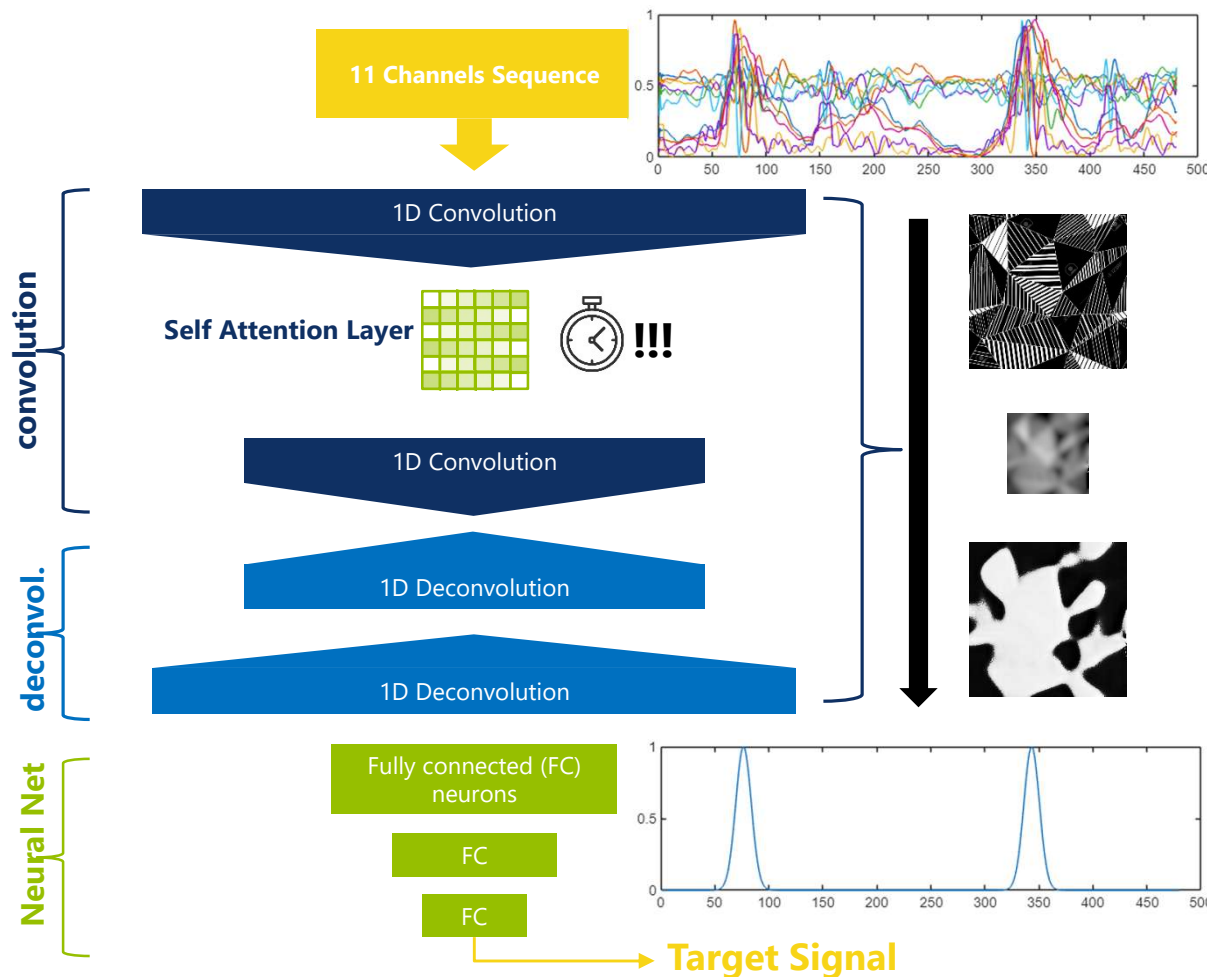 11 Channels Sequence
1
0.5
0
0 50 100 150 200 250 300 350 400 450 500
convolution
1D Convolution
Self Attention Layer
!!!
1D Convolution
deconvol.
1D Deconvolution
1D Deconvolution
Neural Net
Fully connected (FC)
neurons
FC
FC
1
0.5
0
0 50 100 150 200 250 300 350 400 450 500
Target Signal